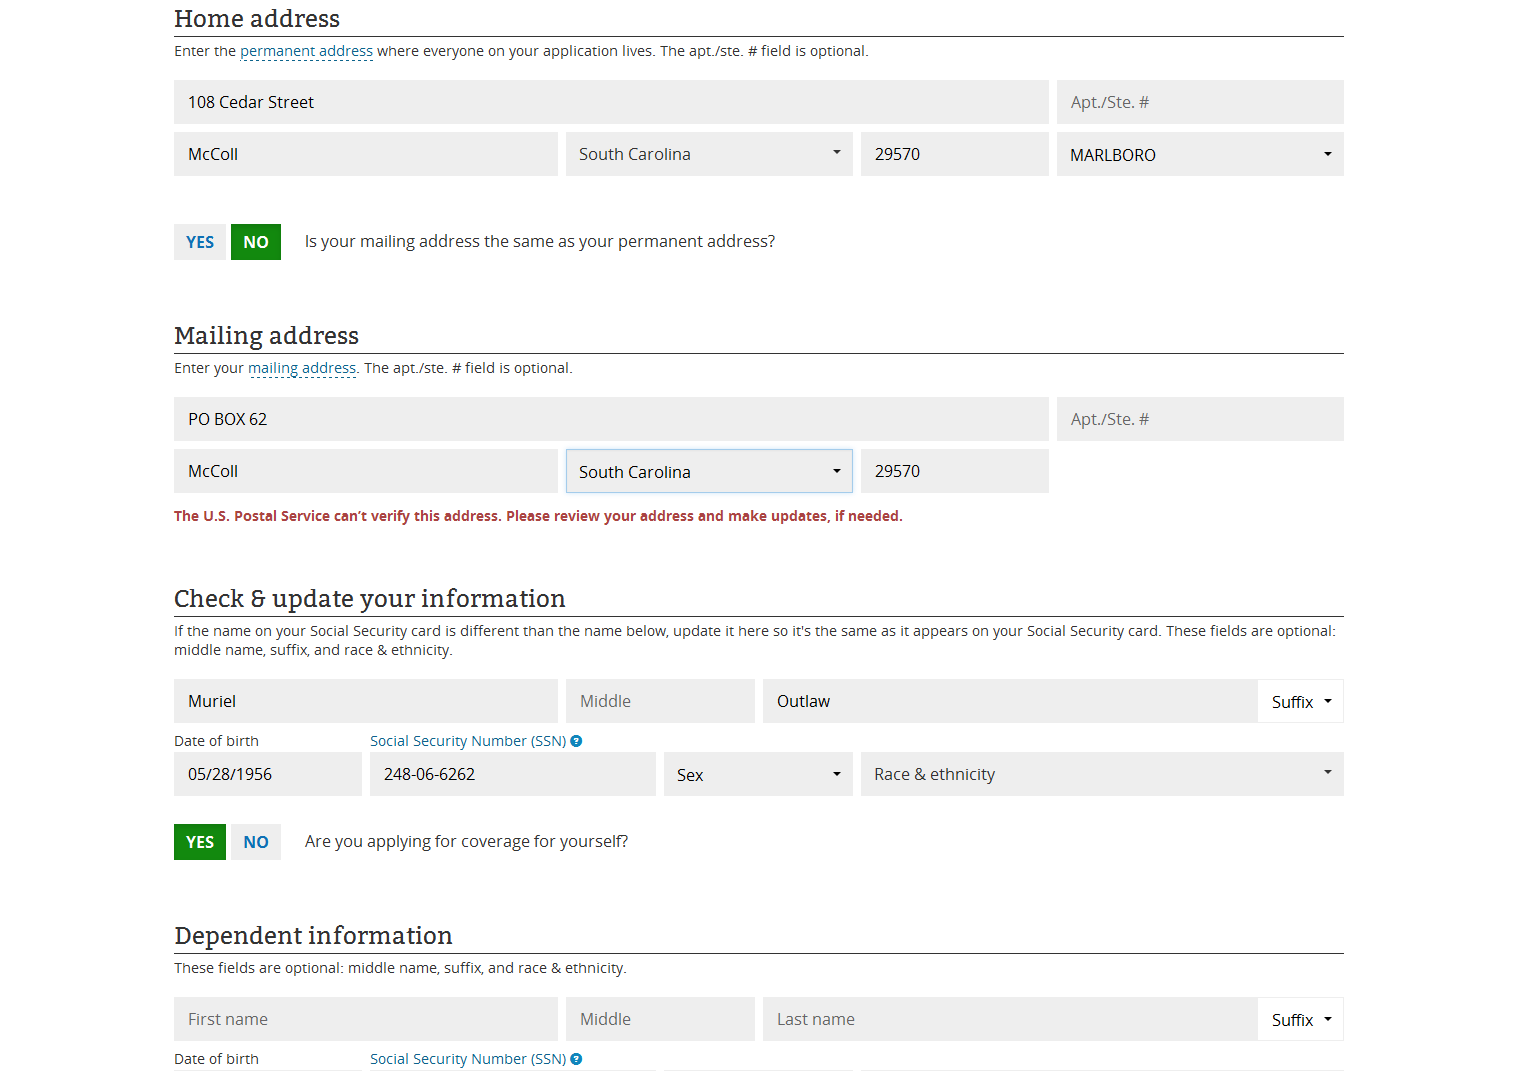 Home address
Enter the permanent address where everyone on your application lives. The apt./ste. # field is optional.
108 Cedar Street
Apt./Ste. #
McColl
South Carolina
29570
MARLBORO
YES
NO
Is your mailing address the same as your permanent address?
Mailing address
Enter your mailing address. The apt./ste. # field is optional.
PO BOX 62
Apt./Ste. #
McColl
South Carolina
29570
The U.S. Postal Service can't verify this address. Please review your address and make updates, if needed.
Check & update your information
If the name on your Social Security card is different than the name below, update it here so it's the same as it appears on your Social Security card. These fields are optional:
middle name, suffix, and race & ethnicity.
Muriel
Middle
Outlaw
Suffix
Date of birth
Social Security Number (SSN) ?
05/28/1956
248-06-6262
Sex
Race & ethnicity
YES
NO
Are you applying for coverage for yourself?
Dependent information
These fields are optional: middle name, suffix, and race & ethnicity.
First name
Middle
Last name
Suffix
Date of birth
Social Security Number (SSN) ?